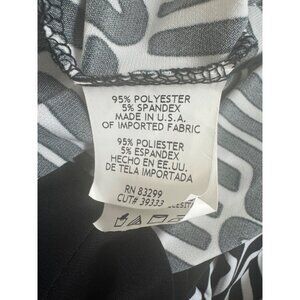 95% POLYESTER
5% SPANDEX
MADE IN U.S.A.
OF IMPORTED FABRIC
95% POLIESTER
5% ESPANDEX
HECHO EN EE.UU.
DE TELA IMPORTADA
RN 83299
CUT# 39333